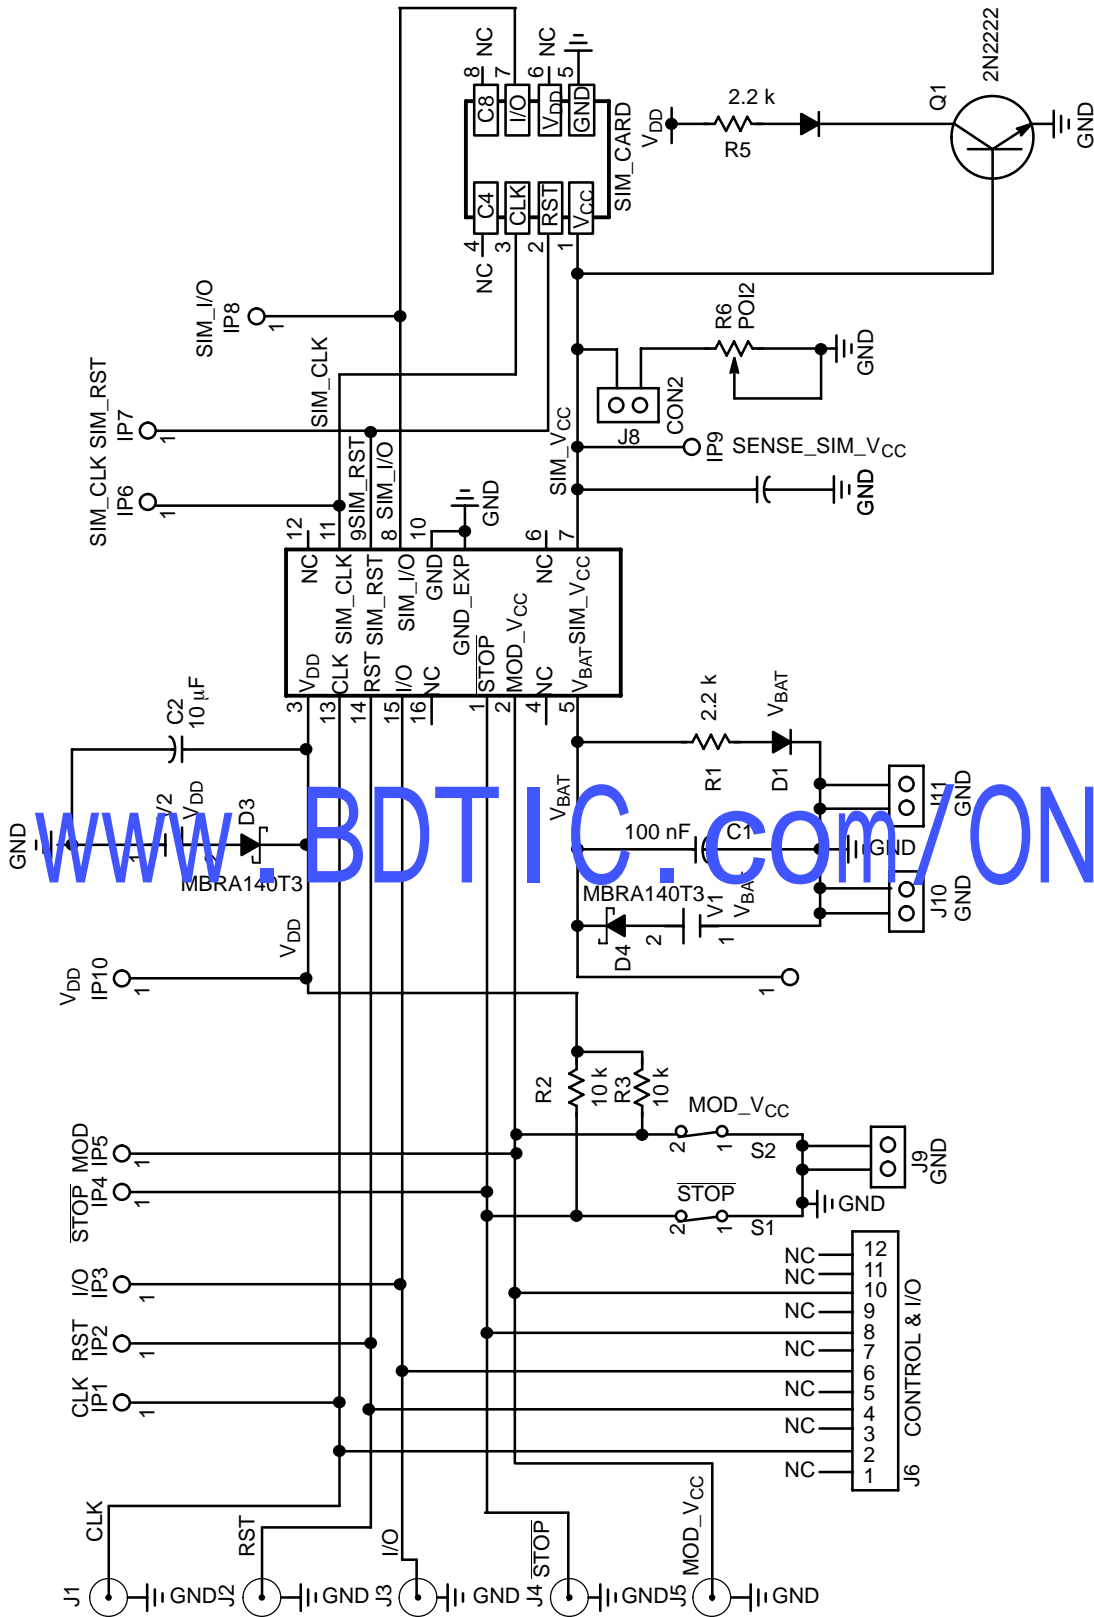 NC
8
7
NC
6
5
C8
I/O
VDD
GND
SIM_CARD
C4
CLK
RST
VCC
4
3
2
1
NC
VDD
2.2 k
R5
Q1
2N2222
GND
SIM_I/O
IP8
1
SIM_CLK
SIM_RST
IP7
1
SIM_CLK
IP6
1
SIM_RST
SIM_I/O
SIM_VCC
R6
POI2
GND
CON2
J8
IP9
SENSE_SIM_VCC
GND
GND
12
11
9
8
10
6
7
NC
SIM_CLK
SIM_RST
SIM_I/O
GND
GND_EXP
NC
SIM_VCC
VDD
CLK
RST
I/O
NC
STOP
MOD_VCC
NC
VBAT
3
13
14
15
16
1
2
4
5
C2
10 µF
GND
1
V2
VDD
2
D3
MBRA140T3
VDD
VBAT
R1
2.2 k
D1
VBAT
100 nF
C1
GND
J11
GND
J10
GND
MBRA140T3
D4
2
V1
VBAT
1
www.BDTIC.com/ON
VDD
IP10
1
1
R2
10 k
R3
10 k
MOD_VCC
2
1
S2
STOP
2
1
S1
J9
GND
GND
MOD
IP5
1
STOP
IP4
1
I/O
IP3
1
RST
IP2
1
CLK
IP1
1
NC
NC
NC
NC
NC
NC
NC
12
11
10
9
8
7
6
5
4
3
2
1
J6
CONTROL & I/O
CLK
J1
GND
RST
J2
GND
I/O
J3
GND
STOP
J4
GND
MOD_VCC
J5
GND